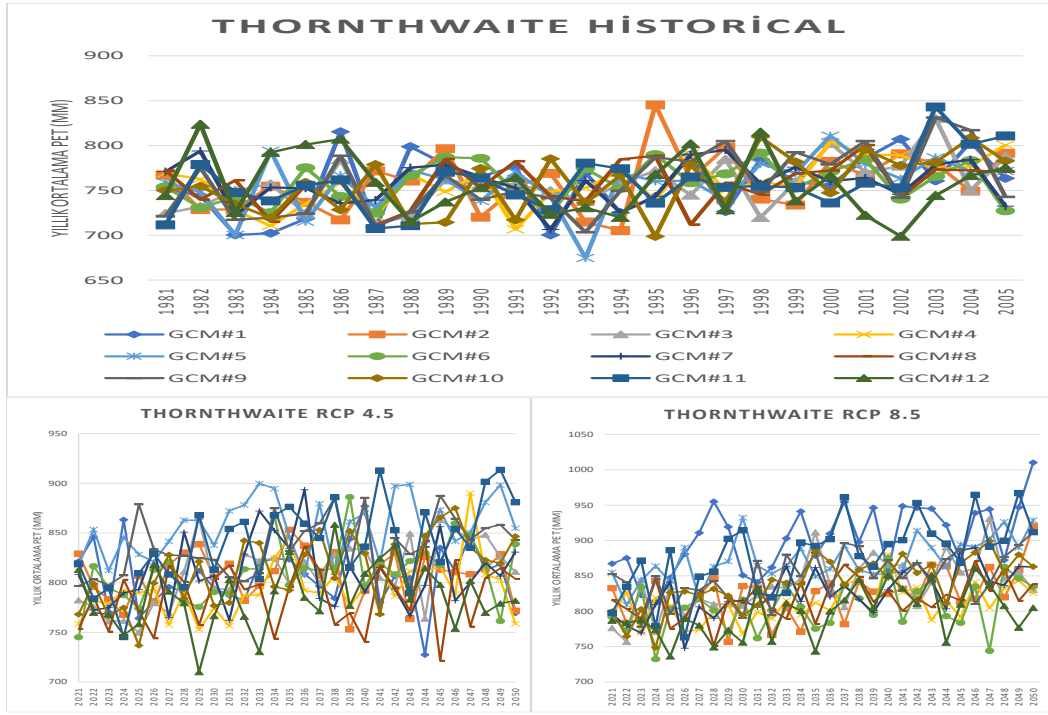 THORNTHWAITE HİSTORİCAL
YILLIK ORTALAMA PET (MM)
900
850
800
750
700
650
1981 1982 1983 1984 1985 1986 1987 1988 1989 1990 1991 1992 1993 1994 1995 1996 1997 1998 1999 2000 2001 2002 2003 2004 2005
GCM#1 GCM#2 GCM#3 GCM#4
GCM#5 GCM#6 GCM#7 GCM#8
GCM#9 GCM#10 GCM#11 GCM#12
THORNTHWAITE RCP 4.5
YILLIK ORTALAMA PET (MM)
950
900
850
800
750
700
2021 2022 2023 2024 2025 2026 2027 2028 2029 2030 2031 2032 2033 2034 2035 2036 2037 2038 2039 2040 2041 2042 2043 2044 2045 2046 2047 2048 2049 2050
THORNTHWAITE RCP 8.5
YILLIK ORTALAMA PET (MM)
1050
1000
950
900
850
800
750
700
2021 2022 2023 2024 2025 2026 2027 2028 2029 2030 2031 2032 2033 2034 2035 2036 2037 2038 2039 2040 2041 2042 2043 2044 2045 2046 2047 2048 2049 2050